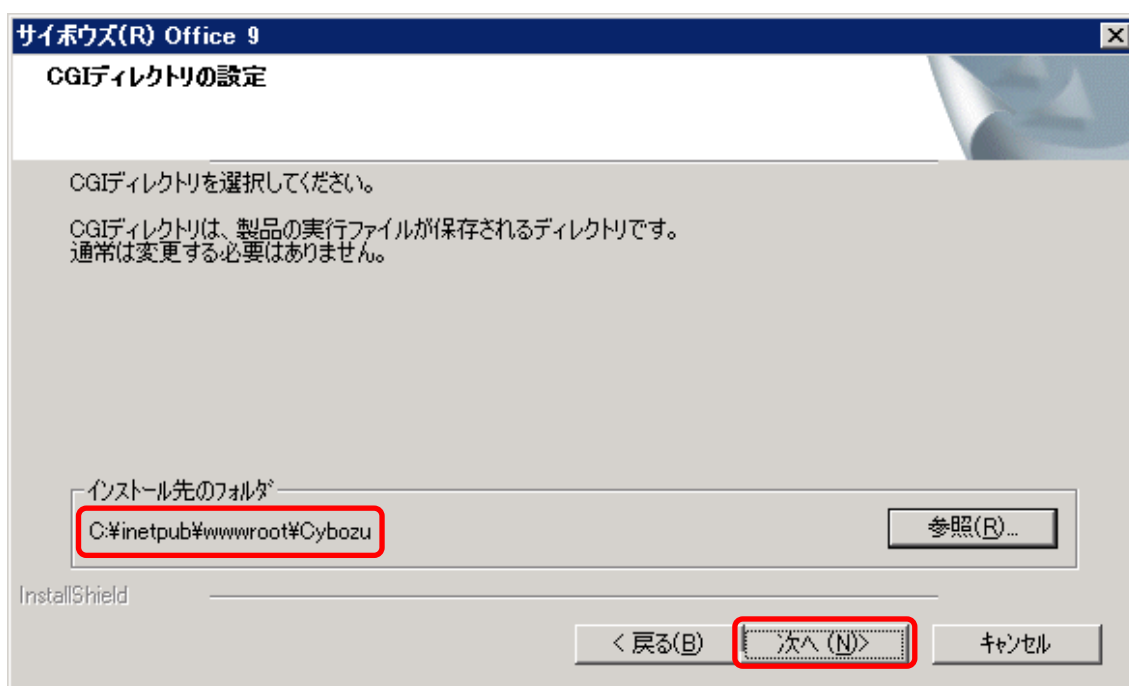 サイボウズ(R) Office 9
CGIディレクトリの設定
CGIディレクトリを選択してください。
CGIディレクトリは、製品の実行ファイルが保存されるディレクトリです。
通常は変更する必要はありません。
インストール先のフォルダ
C:¥inetpub¥wwwroot¥Cybozu
参照(R)...
InstallShield
< 戻る(B)
次へ (N)>
キャンセル